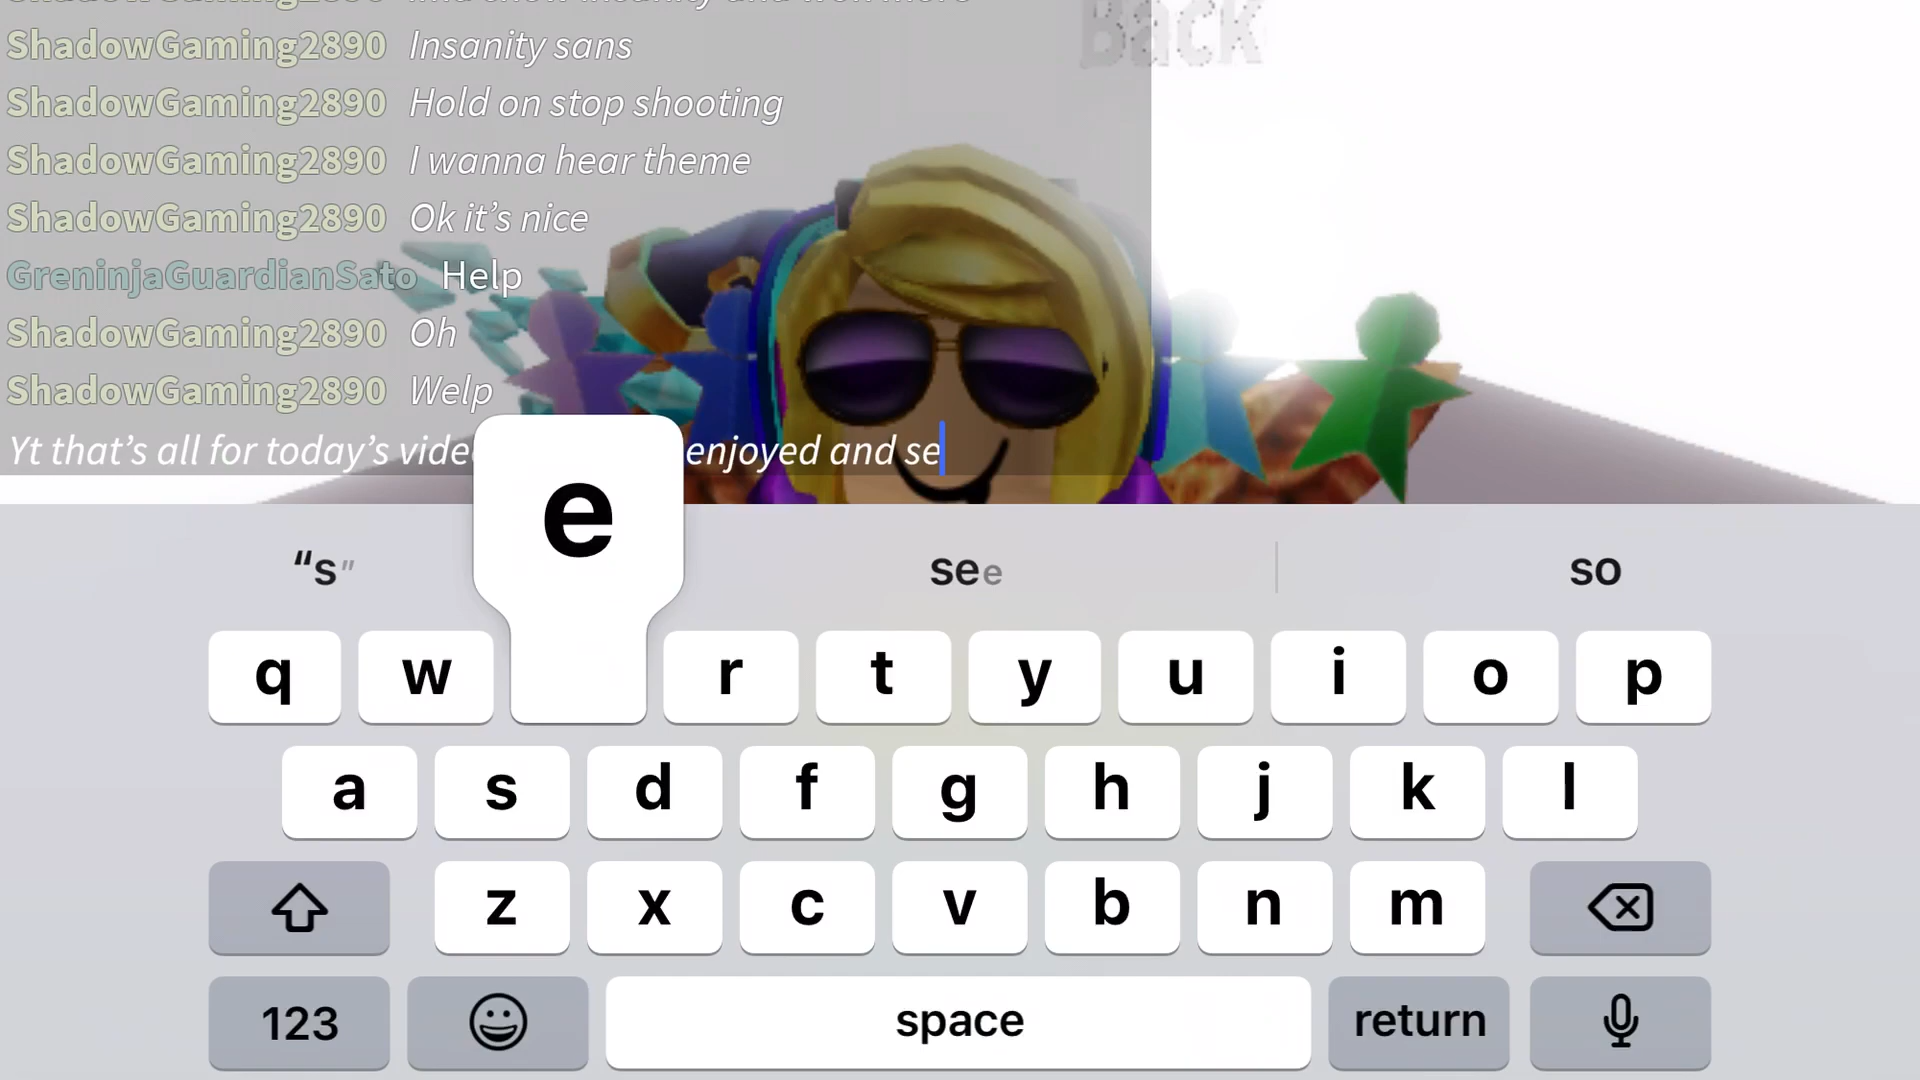 Back
ShadowGaming2890 Insanity sans
ShadowGaming2890 Hold on stop shooting
ShadowGaming2890 I wanna hear theme
ShadowGaming2890 Ok it’s nice
GreninjaGuardianSato Help
ShadowGaming2890 Oh
ShadowGaming2890 Welp
Yt that’s all for today’s enjoyed and se
e
“s” see so
q w r t y u i o p
a s d f g h j k l
z x c v b n m
123 space return